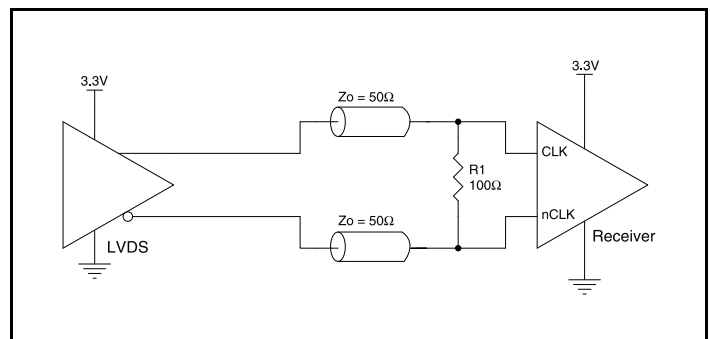 3.3V
3.3V
Zo = 50Ω
CLK
R1
100Ω
nCLK
Receiver
LVDS
Zo = 50Ω